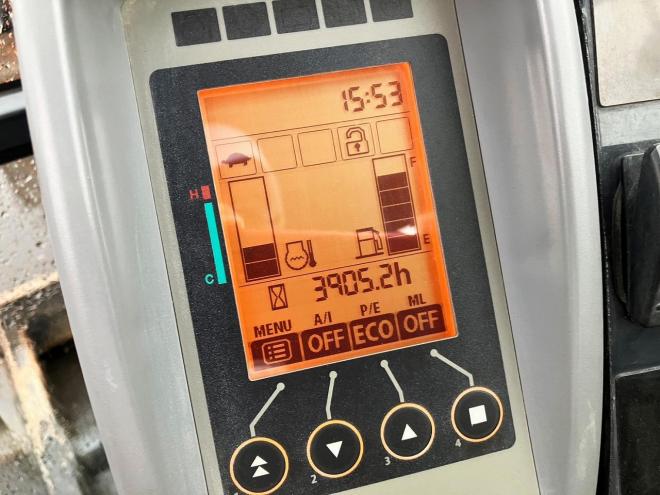 15:53
H
F
C
E
3905.2h
MENU A/I P/E ML
OFF ECO OFF
2 3 4